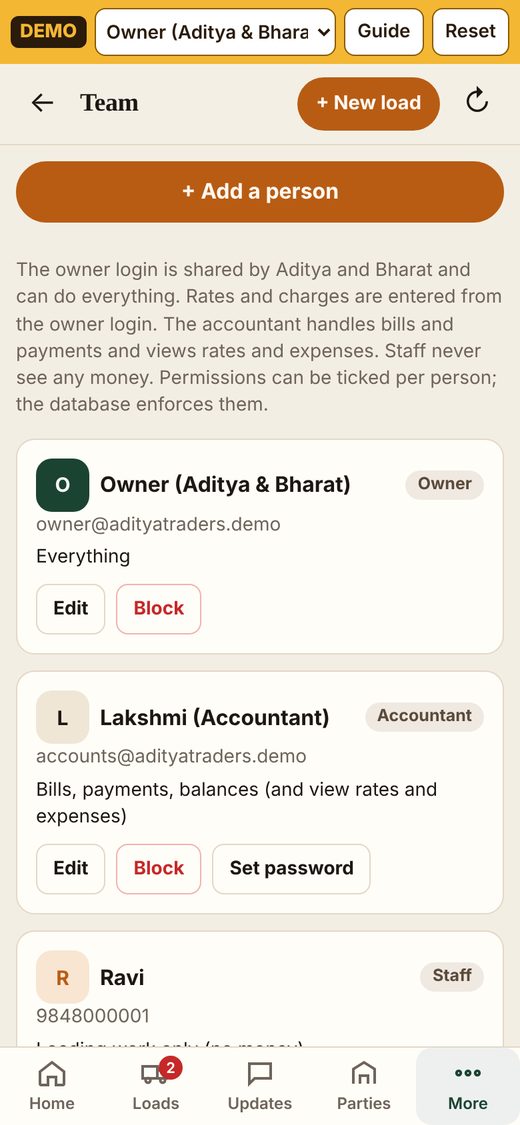 DEMO Owner (Aditya & Bhara Guide Reset
Team + New load
+ Add a person
The owner login is shared by Aditya and Bharat and
can do everything. Rates and charges are entered from
the owner login. The accountant handles bills and
payments and views rates and expenses. Staff never
see any money. Permissions can be ticked per person;
the database enforces them.
O Owner (Aditya & Bharat) Owner
owner@adityatraders.demo
Everything
Edit Block
L Lakshmi (Accountant) Accountant
accounts@adityatraders.demo
Bills, payments, balances (and view rates and
expenses)
Edit Block Set password
R Ravi Staff
9848000001
2
Home Loads Updates Parties More